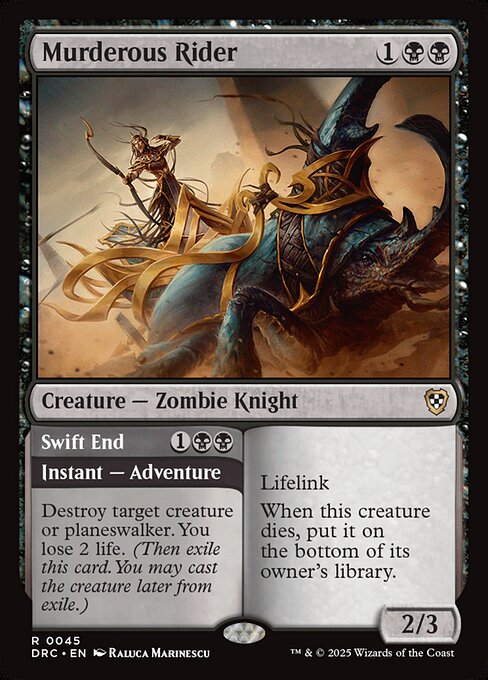 Murderous Rider 1
Creature — Zombie Knight
Swift End 1
Instant — Adventure
Destroy target creature
or planeswalker. You
lose 2 life. (Then exile
this card. You may cast
the creature later from
exile.)
Lifelink
When this creature
dies, put it on
the bottom of its
owner's library.
2/3
R 0045
DRC • EN Raluca Marinescu
™ & © 2025 Wizards of the Coast